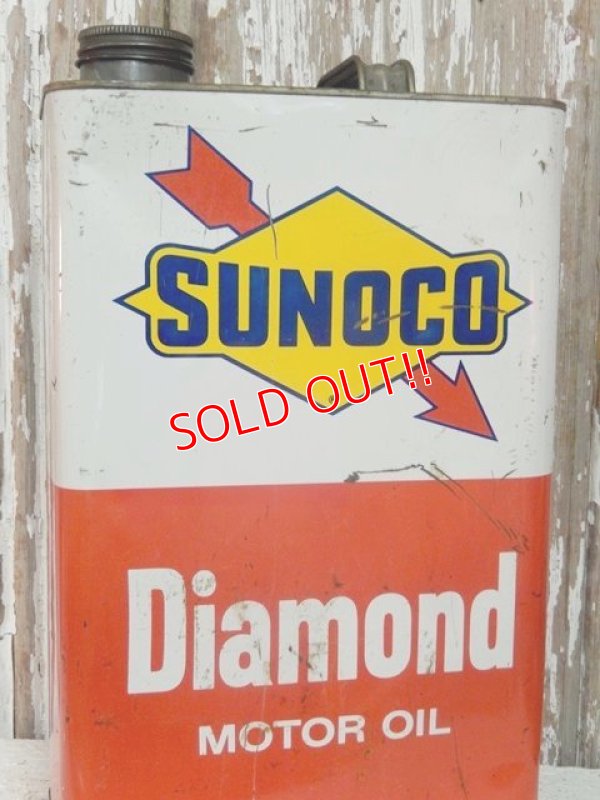 SUNOCO
SOLD OUT!!
Diamond
MOTOR OIL